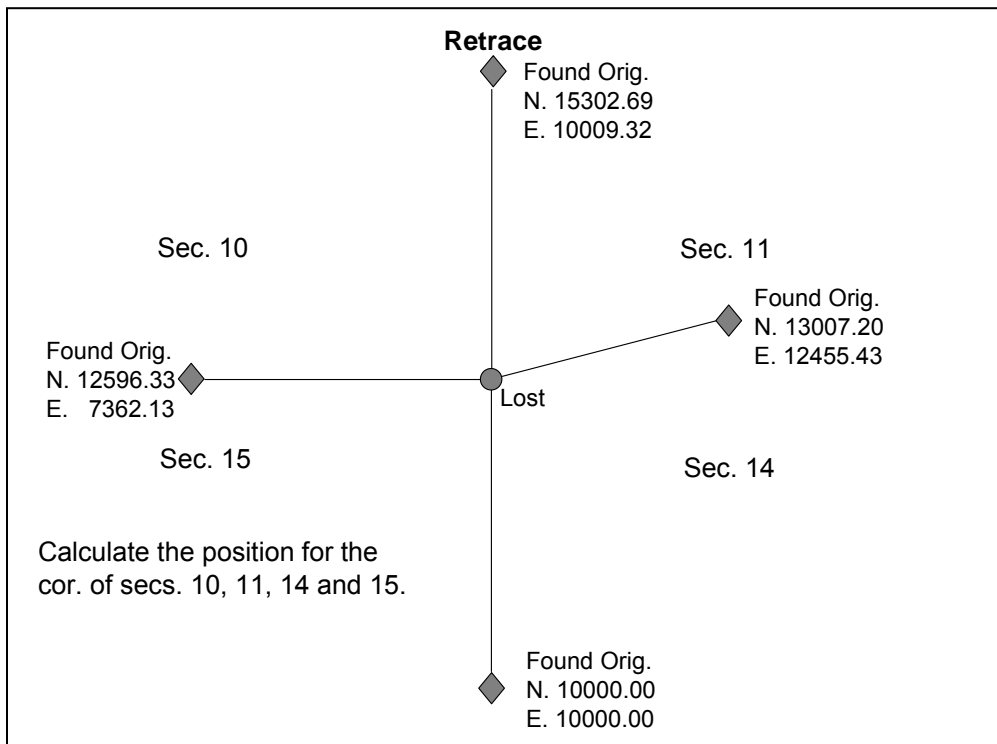 Retrace
Found Orig.
N. 15302.69
E. 10009.32
Sec. 10
Sec. 11
Found Orig.
N. 13007.20
E. 12455.43
Found Orig.
N. 12596.33
E. 7362.13
Lost
Sec. 15
Sec. 14
Calculate the position for the
cor. of secs. 10, 11, 14 and 15.
Found Orig.
N. 10000.00
E. 10000.00